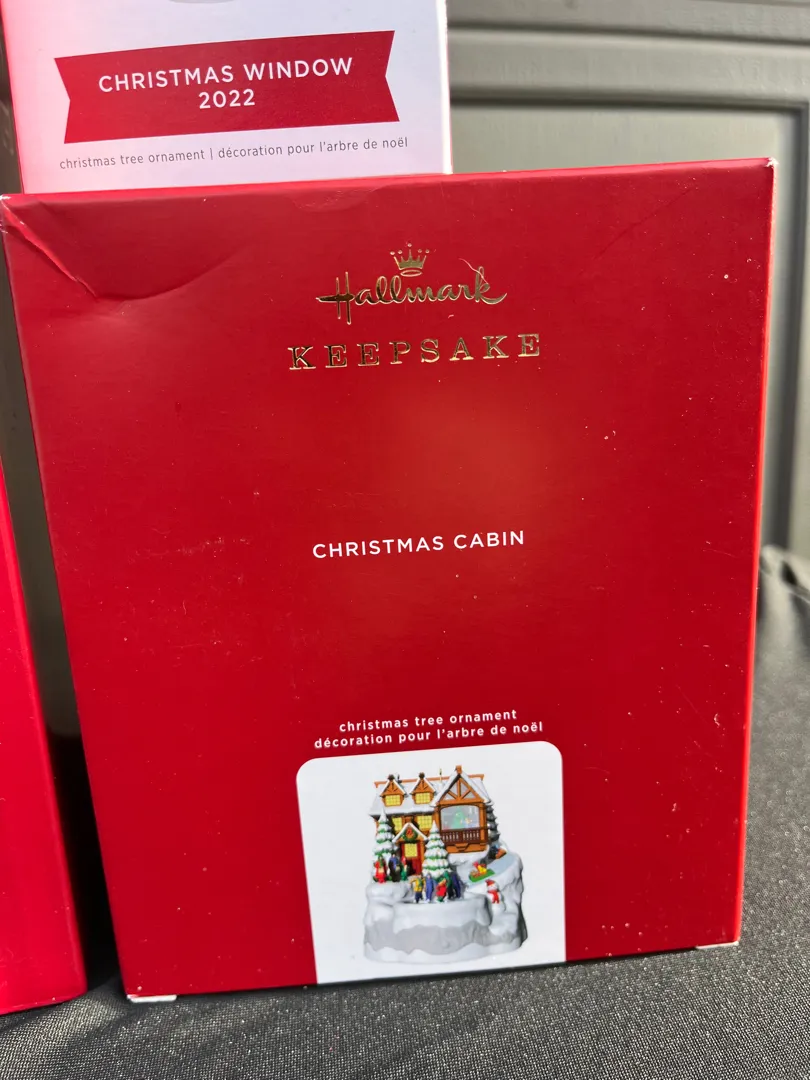 CHRISTMAS WINDOW
2022
christmas tree ornament | décoration pour l'arbre de noël
Hallmark
KEEPSAKE
CHRISTMAS CABIN
christmas tree ornament
décoration pour l'arbre de noël